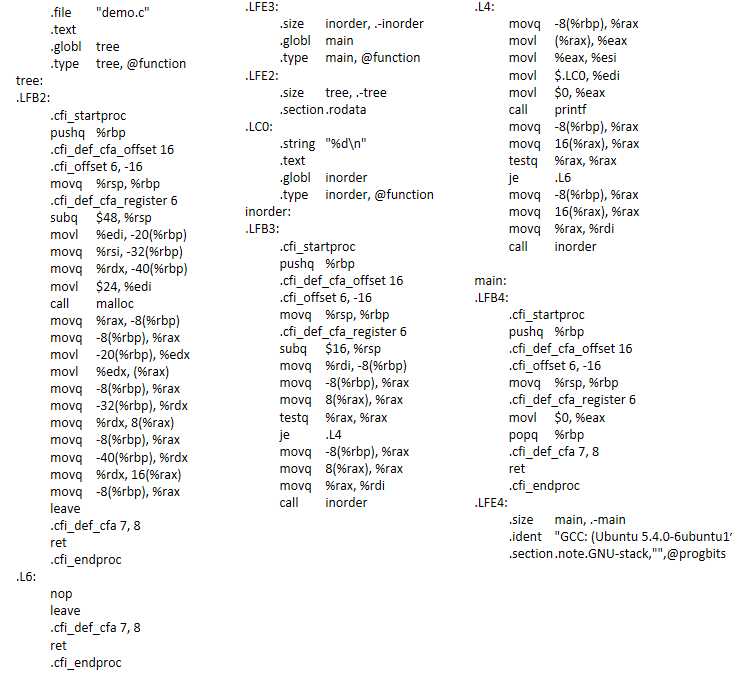 .file "demo.c"
.text
.globl tree
.type tree, @function
tree:
.LFB2:
.cfi_startproc
pushq %rbp
.cfi_def_cfa_offset 16
.cfi_offset 6, -16
movq %rsp, %rbp
.cfi_def_cfa_register 6
subq $48, %rsp
movl %edi, -20(%rbp)
movq %rsi, -32(%rbp)
movq %rdx, -40(%rbp)
movl $24, %edi
call malloc
movq %rax, -8(%rbp)
movq -8(%rbp), %rax
movl -20(%rbp), %edx
movl %edx, (%rax)
movq -8(%rbp), %rax
movq -32(%rbp), %rdx
movq %rdx, 8(%rax)
movq -8(%rbp), %rax
movq -40(%rbp), %rdx
movq %rdx, 16(%rax)
movq -8(%rbp), %rax
leave
.cfi_def_cfa 7, 8
ret
.cfi_endproc
.L6:
nop
leave
.cfi_def_cfa 7, 8
ret
.cfi_endproc
.LFE3:
.size inorder, .-inorder
.globl main
.type main, @function
.LFE2:
.size tree, .-tree
.section .rodata
.LC0:
.string "%d\n"
.text
.globl inorder
.type inorder, @function
inorder:
.LFB3:
.cfi_startproc
pushq %rbp
.cfi_def_cfa_offset 16
.cfi_offset 6, -16
movq %rsp, %rbp
.cfi_def_cfa_register 6
subq $16, %rsp
movq %rdi, -8(%rbp)
movq -8(%rbp), %rax
movq 8(%rax), %rax
testq %rax, %rax
je .L4
movq -8(%rbp), %rax
movq 8(%rax), %rax
movq %rax, %rdi
call inorder
.L4:
movq -8(%rbp), %rax
movl (%rax), %eax
movl %eax, %esi
movl $.LC0, %edi
movl $0, %eax
call printf
movq -8(%rbp), %rax
movq 16(%rax), %rax
testq %rax, %rax
je .L6
movq -8(%rbp), %rax
movq 16(%rax), %rax
movq %rax, %rdi
call inorder
main:
.LFB4:
.cfi_startproc
pushq %rbp
.cfi_def_cfa_offset 16
.cfi_offset 6, -16
movq %rsp, %rbp
.cfi_def_cfa_register 6
movl $0, %eax
popq %rbp
.cfi_def_cfa 7, 8
ret
.cfi_endproc
.LFE4:
.size main, .-main
.ident "GCC: (Ubuntu 5.4.0-6ubuntu1
.section .note.GNU-stack,"",@progbits